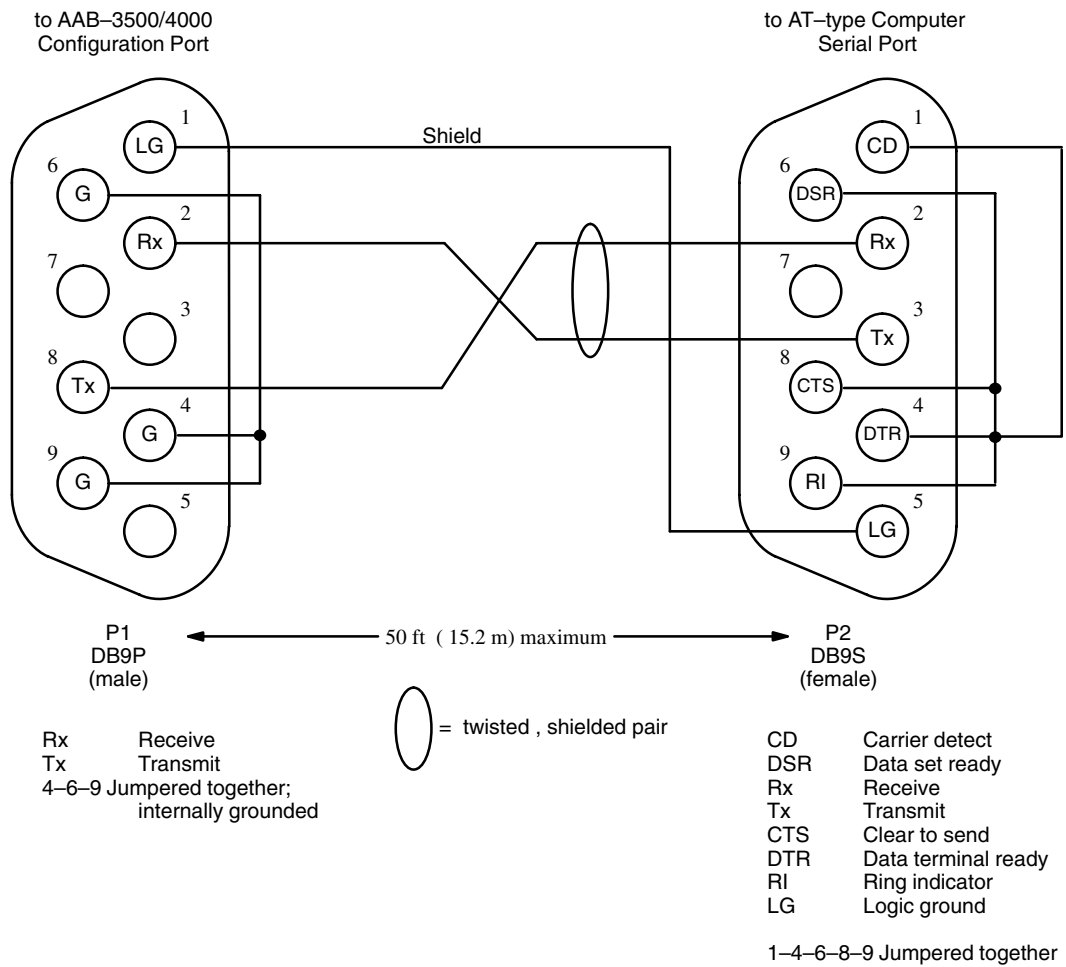 to AAB–3500/4000
Configuration Port
to AT–type Computer
Serial Port
Shield
1
LG
6
G
2
Rx
7
3
8
Tx
4
G
9
G
5
1
CD
6
DSR
2
Rx
7
3
Tx
8
CTS
4
DTR
9
RI
5
LG
P1
DB9P
(male)
50 ft ( 15.2 m) maximum
P2
DB9S
(female)
= twisted , shielded pair
Rx Receive
Tx Transmit
4–6–9 Jumpered together;
internally grounded
CD Carrier detect
DSR Data set ready
Rx Receive
Tx Transmit
CTS Clear to send
DTR Data terminal ready
RI Ring indicator
LG Logic ground
1–4–6–8–9 Jumpered together